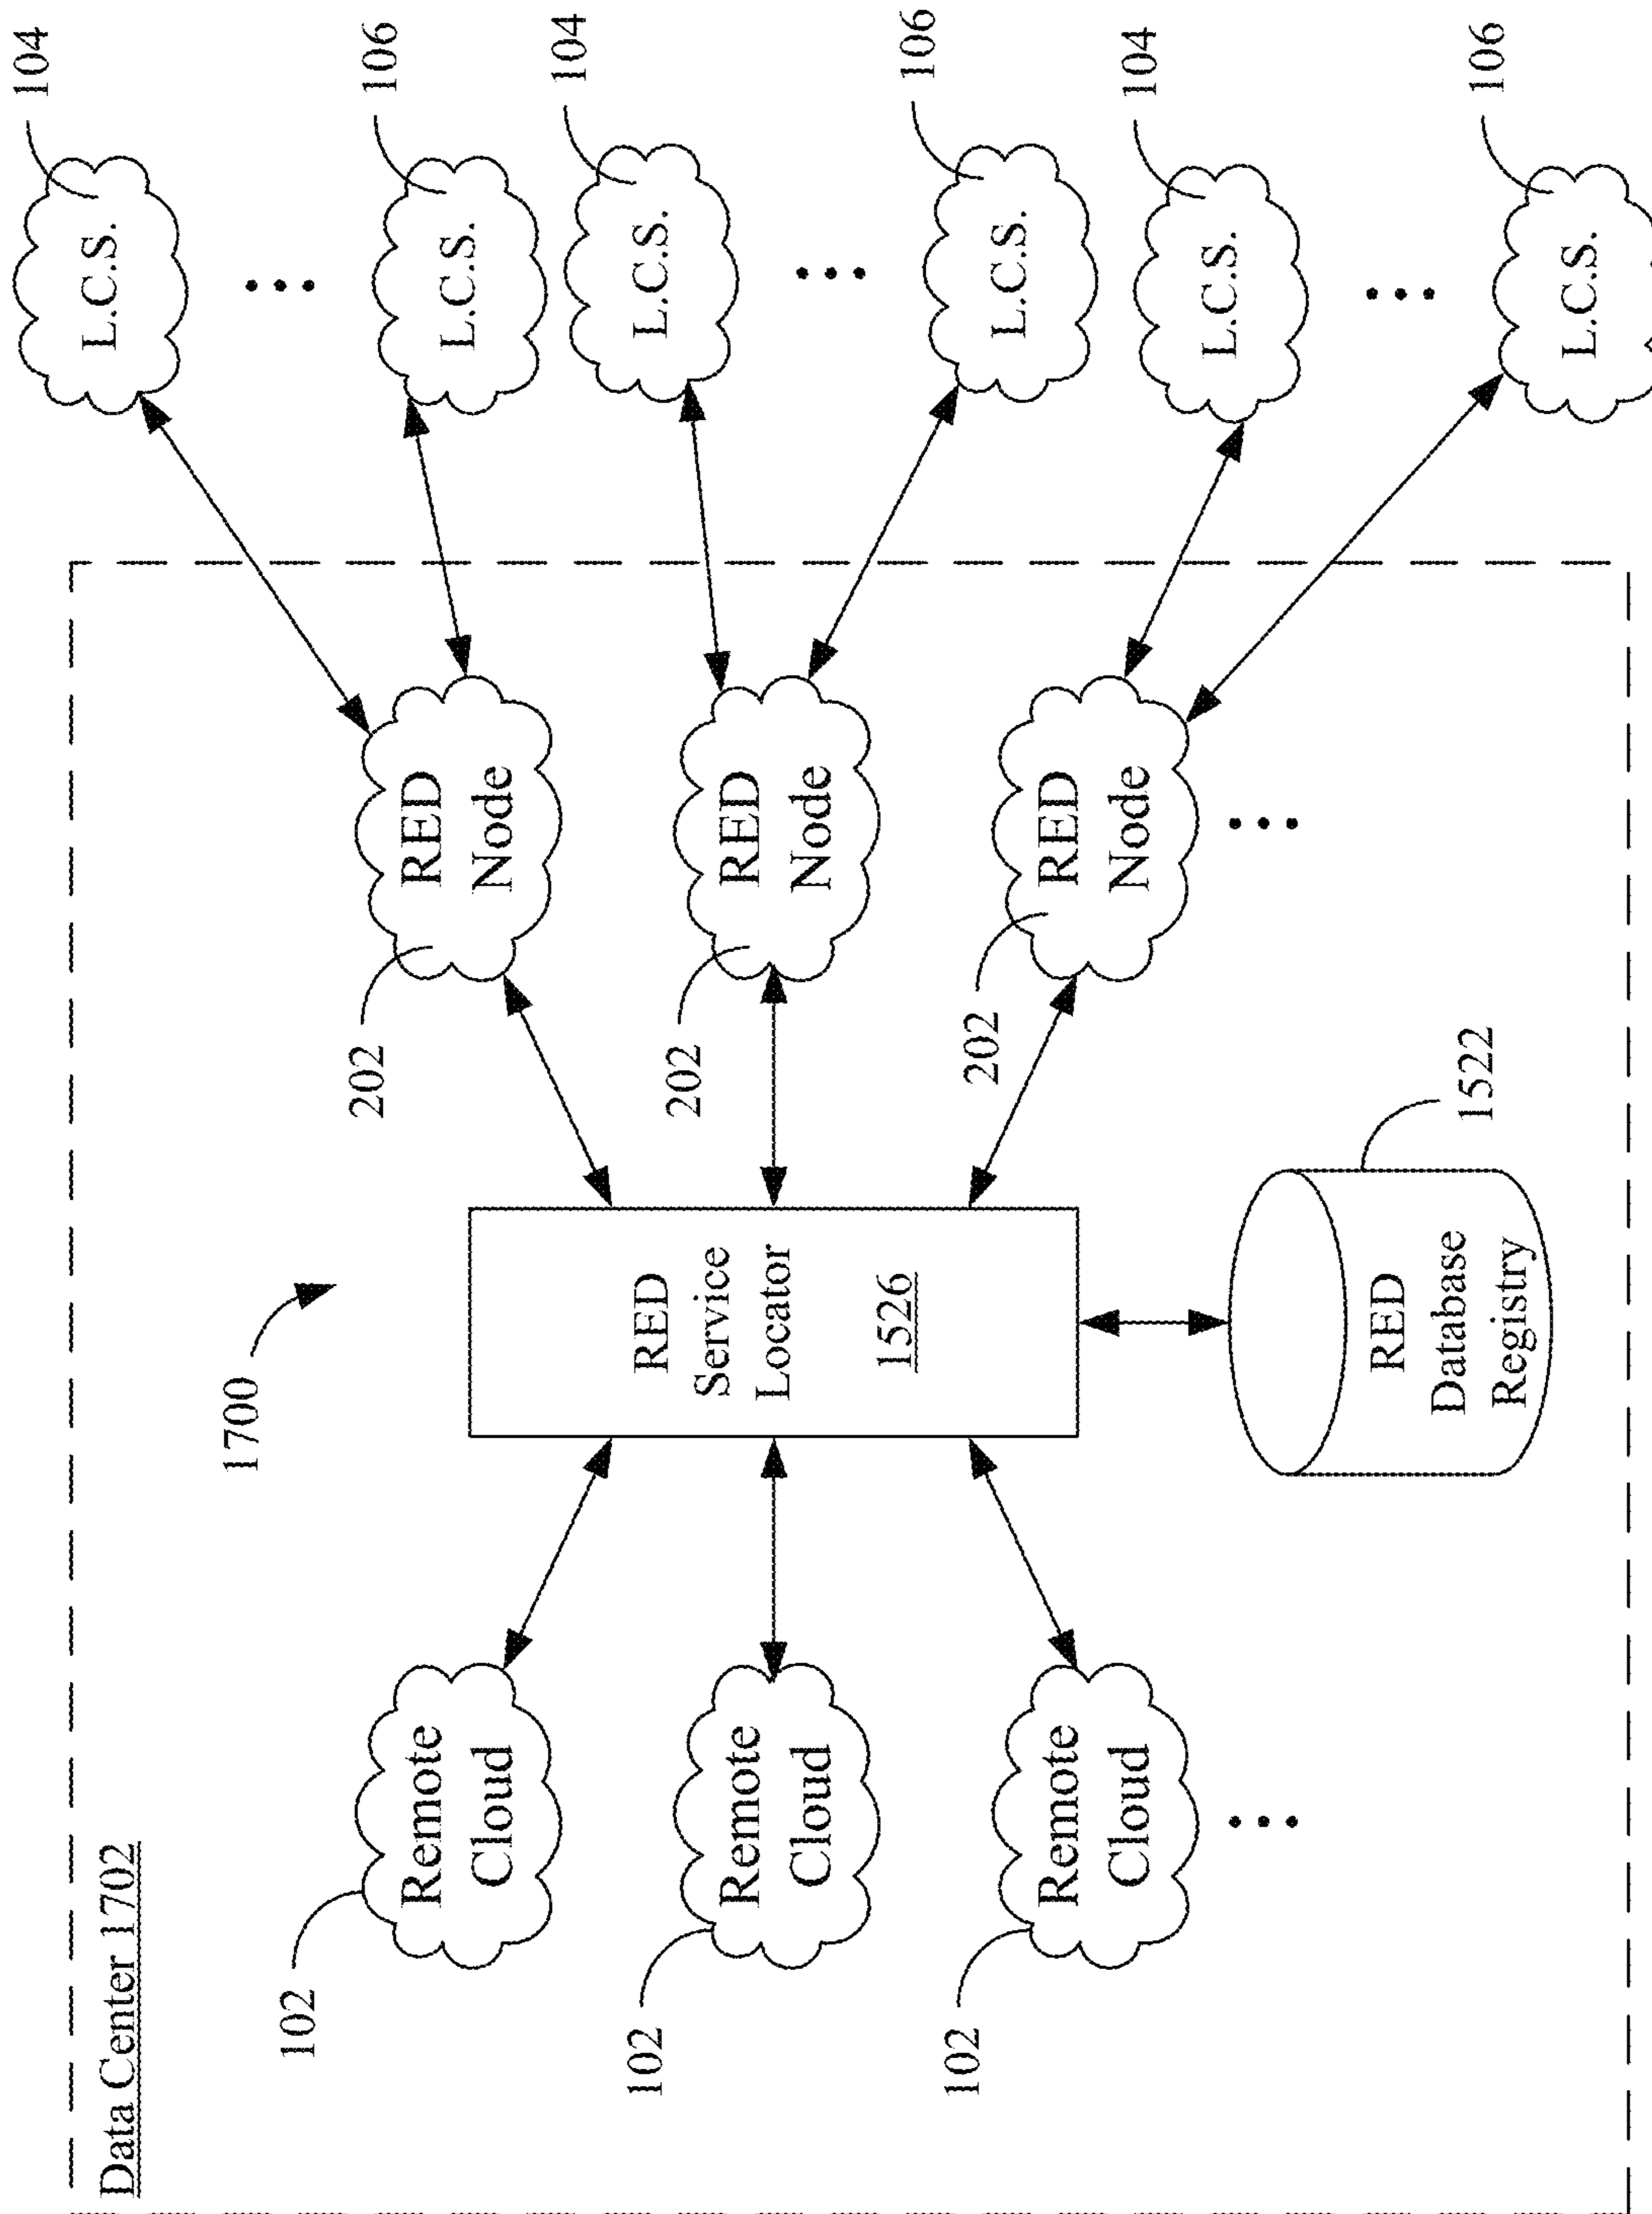 Data Center 1702
1700
102
Remote
Cloud
102
Remote
Cloud
102
Remote
Cloud
RED
Service
Locator
1526
RED
Database
Registry
1522
202
RED
Node
202
RED
Node
202
RED
Node
L.C.S.
104
L.C.S.
106
L.C.S.
104
L.C.S.
106
L.C.S.
104
L.C.S.
106